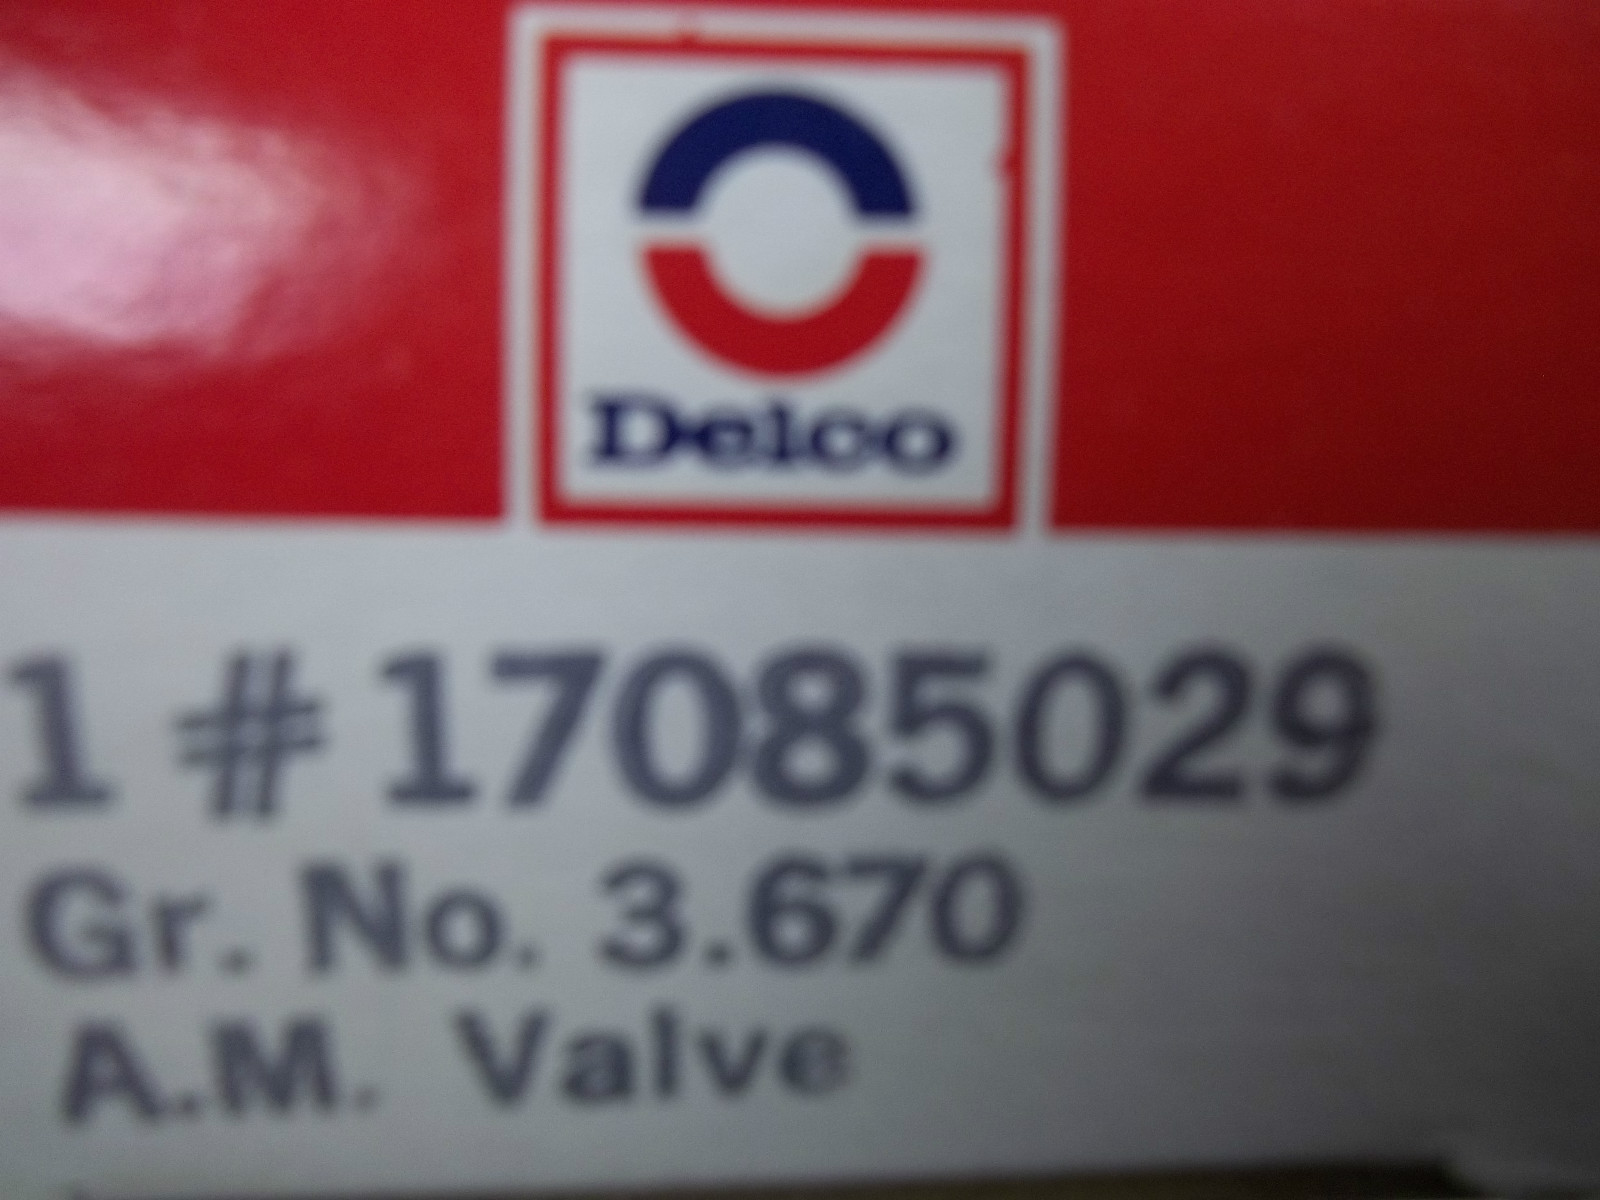 Delco
1 # 17085029
Gr. No. 3.670
A.M. Valve